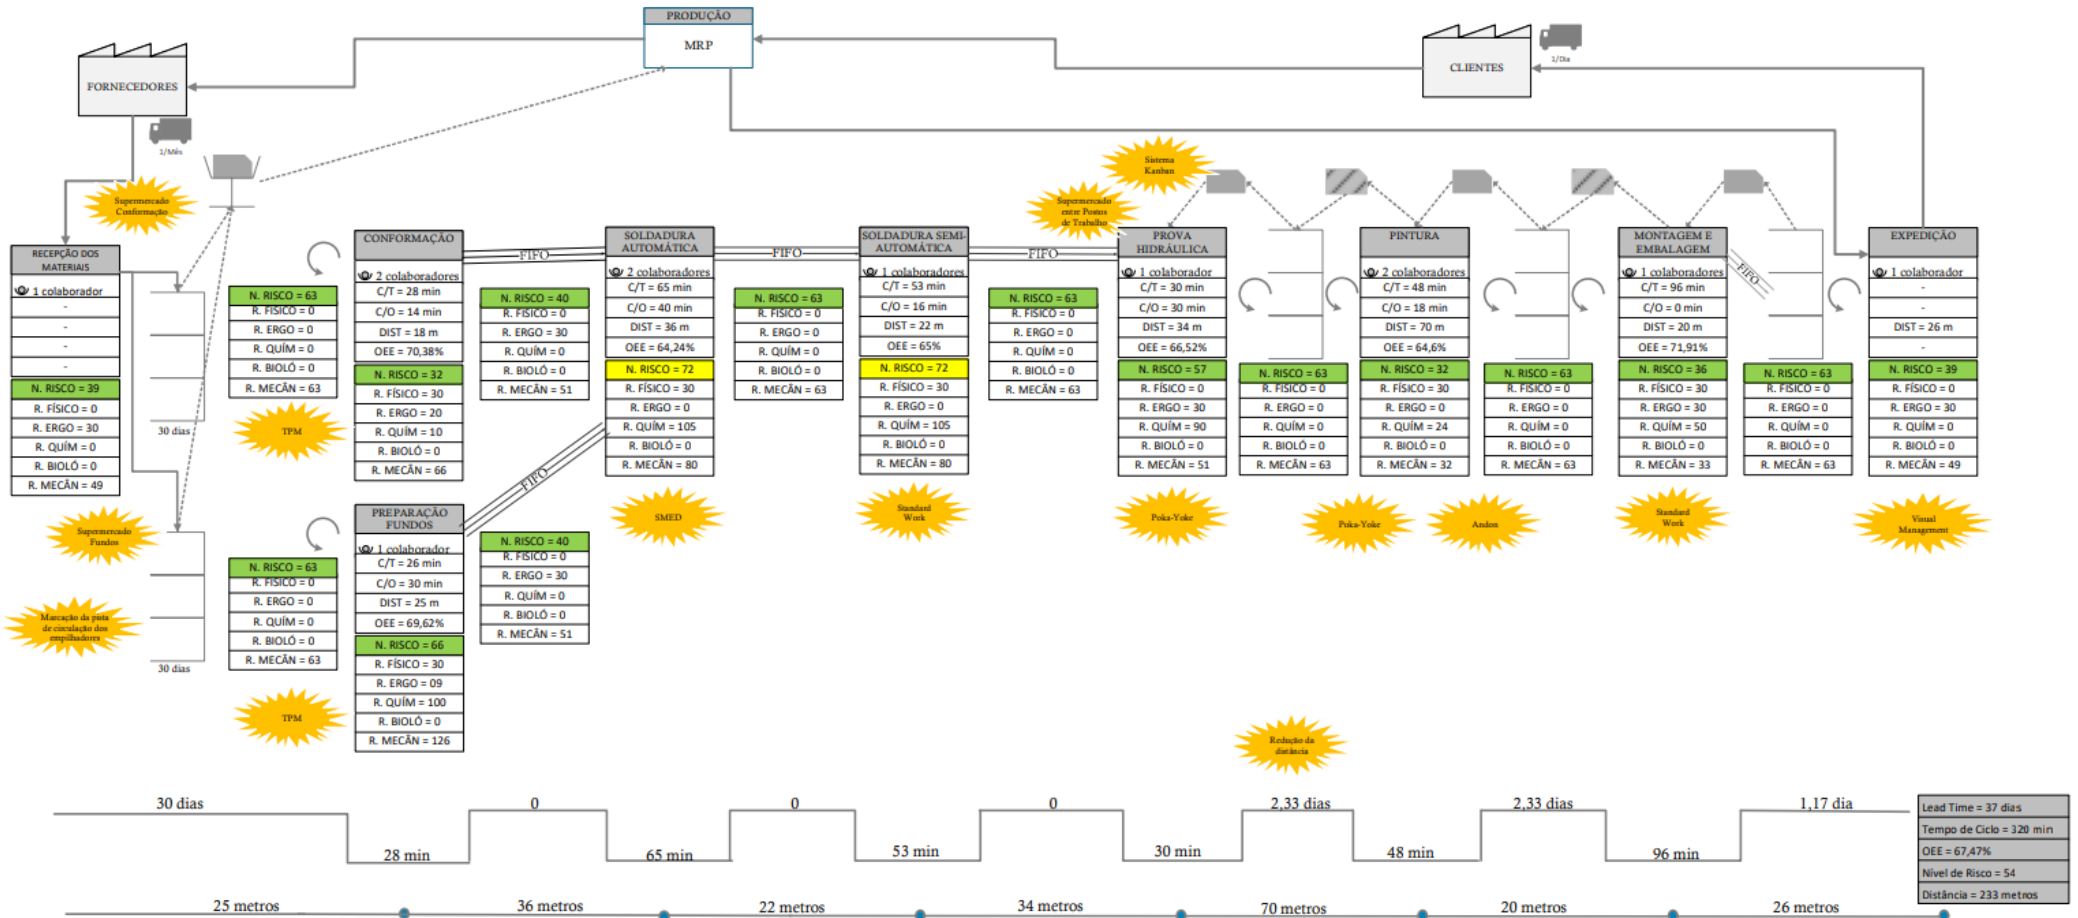 PRODUÇÃO
MRP
FORNECEDORES
1/Mês
CLIENTES
1/Dia
Supermercado
Conformação
Sistema
Kanban
Supermercado
entre Postos
de Trabalho
RECEPÇÃO DOS
MATERIAIS
1 colaborador
-
-
-
-
-
N. RISCO = 39
R. FÍSICO = 0
R. ERGO = 30
R. QUÍM = 0
R. BIOLÓ = 0
R. MECÂN = 49
30 dias
N. RISCO = 63
R. FÍSICO = 0
R. ERGO = 0
R. QUÍM = 0
R. BIOLÓ = 0
R. MECÂN = 63
TPM
CONFORMAÇÃO
2 colaboradores
C/T = 28 min
C/O = 14 min
DIST = 18 m
OEE = 70,38%
N. RISCO = 32
R. FÍSICO = 30
R. ERGO = 20
R. QUÍM = 10
R. BIOLÓ = 0
R. MECÂN = 66
FIFO
N. RISCO = 40
R. FÍSICO = 0
R. ERGO = 30
R. QUÍM = 0
R. BIOLÓ = 0
R. MECÂN = 51
SOLDADURA
AUTOMÁTICA
2 colaboradores
C/T = 65 min
C/O = 40 min
DIST = 36 m
OEE = 64,24%
N. RISCO = 72
R. FÍSICO = 30
R. ERGO = 0
R. QUÍM = 105
R. BIOLÓ = 0
R. MECÂN = 80
SMED
FIFO
N. RISCO = 63
R. FÍSICO = 0
R. ERGO = 0
R. QUÍM = 0
R. BIOLÓ = 0
R. MECÂN = 63
SOLDADURA SEMI-
AUTOMÁTICA
1 colaboradores
C/T = 53 min
C/O = 16 min
DIST = 22 m
OEE = 65%
N. RISCO = 72
R. FÍSICO = 30
R. ERGO = 0
R. QUÍM = 105
R. BIOLÓ = 0
R. MECÂN = 80
Standard
Work
FIFO
N. RISCO = 63
R. FÍSICO = 0
R. ERGO = 0
R. QUÍM = 0
R. BIOLÓ = 0
R. MECÂN = 63
PROVA
HIDRÁULICA
1 colaborador
C/T = 30 min
C/O = 30 min
DIST = 34 m
OEE = 66,52%
N. RISCO = 57
R. FÍSICO = 0
R. ERGO = 30
R. QUÍM = 90
R. BIOLÓ = 0
R. MECÂN = 51
Poka-Yoke
N. RISCO = 63
R. FÍSICO = 0
R. ERGO = 0
R. QUÍM = 0
R. BIOLÓ = 0
R. MECÂN = 63
PINTURA
2 colaboradores
C/T = 48 min
C/O = 18 min
DIST = 70 m
OEE = 64,6%
N. RISCO = 32
R. FÍSICO = 30
R. ERGO = 0
R. QUÍM = 24
R. BIOLÓ = 0
R. MECÂN = 32
Poka-Yoke
Andon
N. RISCO = 63
R. FÍSICO = 0
R. ERGO = 0
R. QUÍM = 0
R. BIOLÓ = 0
R. MECÂN = 63
MONTAGEM E
EMBALAGEM
1 colaboradores
C/T = 96 min
C/O = 0 min
DIST = 20 m
OEE = 71,91%
N. RISCO = 36
R. FÍSICO = 30
R. ERGO = 30
R. QUÍM = 50
R. BIOLÓ = 0
R. MECÂN = 33
Standard
Work
FIFO
N. RISCO = 63
R. FÍSICO = 0
R. ERGO = 0
R. QUÍM = 0
R. BIOLÓ = 0
R. MECÂN = 63
EXPEDIÇÃO
1 colaborador
-
-
DIST = 26 m
-
N. RISCO = 39
R. FÍSICO = 0
R. ERGO = 30
R. QUÍM = 0
R. BIOLÓ = 0
R. MECÂN = 49
Visual
Management
Supermercado
Fundos
Marcação da pista
de circulação dos
empilhadores
30 dias
N. RISCO = 63
R. FÍSICO = 0
R. ERGO = 0
R. QUÍM = 0
R. BIOLÓ = 0
R. MECÂN = 63
TPM
PREPARAÇÃO
FUNDOS
1 colaborador
C/T = 26 min
C/O = 30 min
DIST = 25 m
OEE = 69,62%
N. RISCO = 66
R. FÍSICO = 30
R. ERGO = 09
R. QUÍM = 100
R. BIOLÓ = 0
R. MECÂN = 126
FIFO
N. RISCO = 40
R. FÍSICO = 0
R. ERGO = 30
R. QUÍM = 0
R. BIOLÓ = 0
R. MECÂN = 51
Redução da
distância
30 dias
28 min
0
65 min
0
53 min
0
30 min
2,33 dias
48 min
2,33 dias
96 min
1,17 dia
Lead Time = 37 dias
Tempo de Ciclo = 320 min
OEE = 67,47%
Nível de Risco = 54
Distância = 233 metros
25 metros
36 metros
22 metros
34 metros
70 metros
20 metros
26 metros